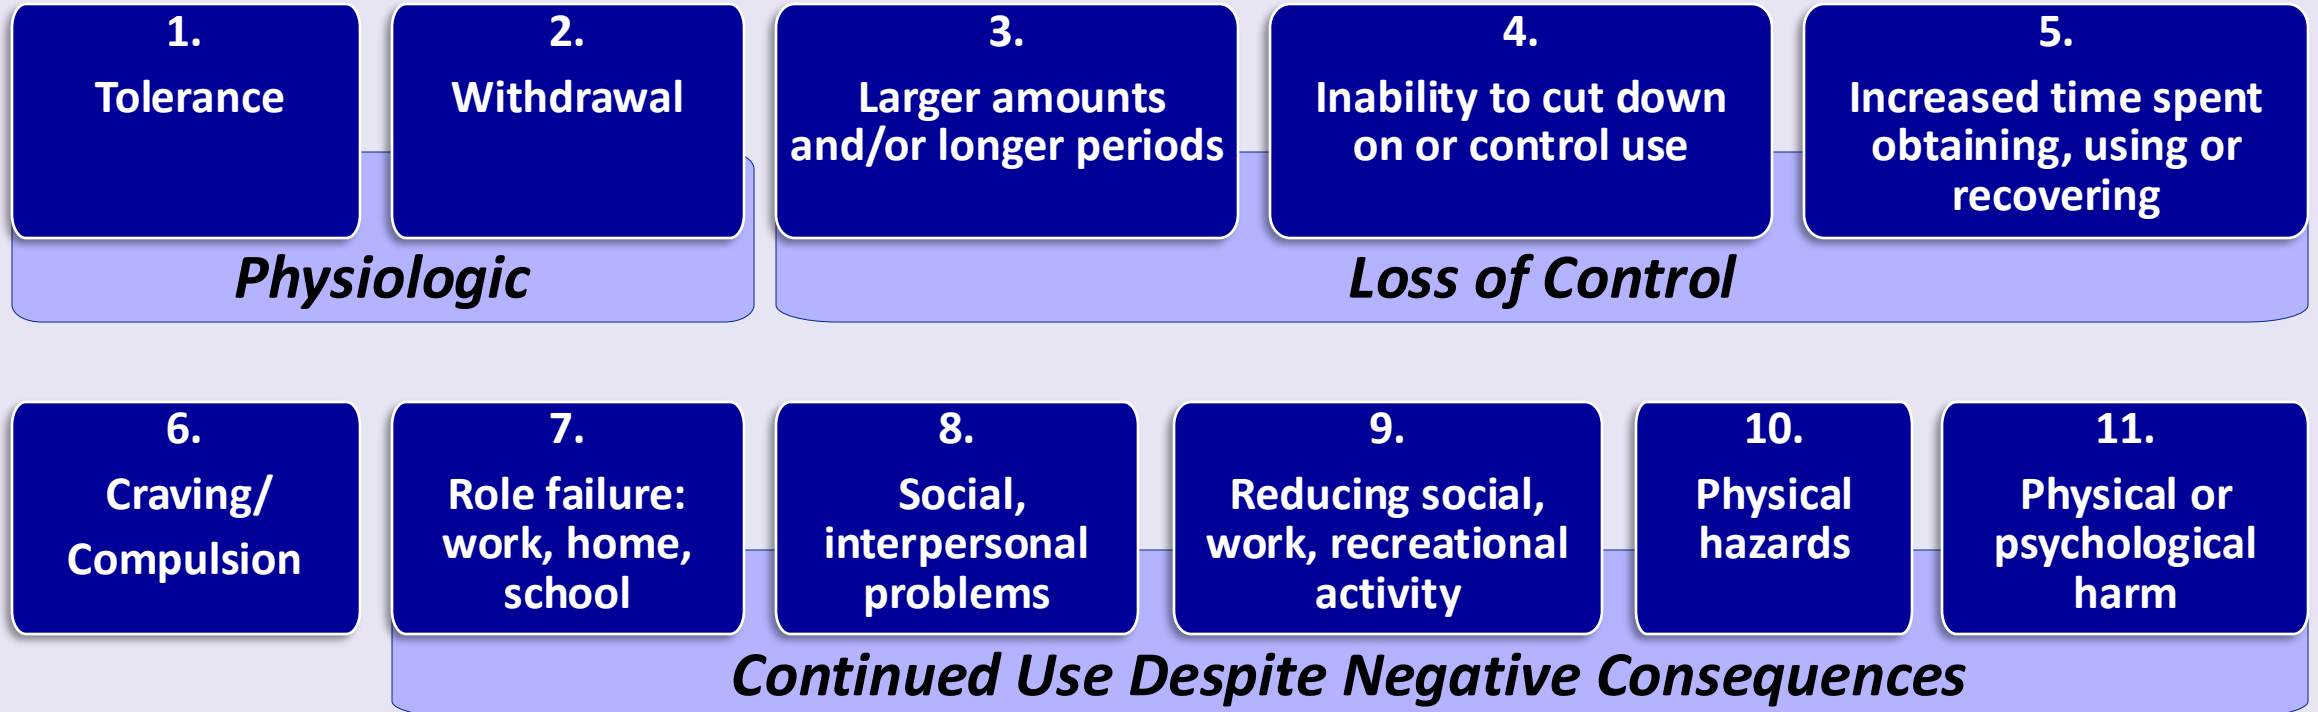 1.
Tolerance
2.
Withdrawal
3.
Larger amounts
and/or longer periods
4.
Inability to cut down
on or control use
5.
Increased time spent
obtaining, using or
recovering
Physiologic
Loss of Control
6.
Craving/
Compulsion
7.
Role failure:
work, home,
school
8.
Social,
interpersonal
problems
9.
Reducing social,
work, recreational
activity
10.
Physical
hazards
11.
Physical or
psychological
harm
Continued Use Despite Negative Consequences